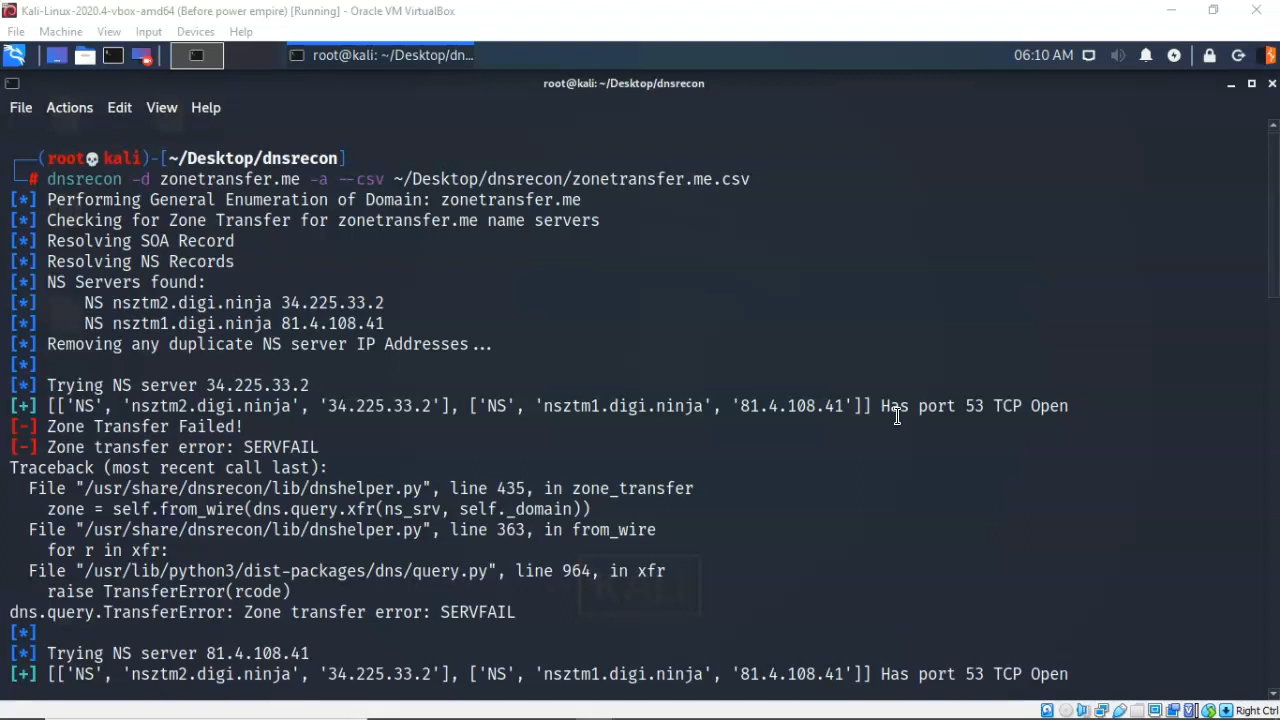 Kali-Linux-2020.4-vbox-amd64 (Before power empire) [Running] - Oracle VM VirtualBox
File Machine View Input Devices Help
root@kali: ~/Desktop/dn... 06:10 AM
root@kali: ~/Desktop/dnsrecon
File Actions Edit View Help
(root💀kali)-[~/Desktop/dnsrecon]
# dnsrecon -d zonetransfer.me -a --csv ~/Desktop/dnsrecon/zonetransfer.me.csv
[*] Performing General Enumeration of Domain: zonetransfer.me
[*] Checking for Zone Transfer for zonetransfer.me name servers
[*] Resolving SOA Record
[*] Resolving NS Records
[*] NS Servers found:
[*] NS nsztm2.digi.ninja 34.225.33.2
[*] NS nsztm1.digi.ninja 81.4.108.41
[*] Removing any duplicate NS server IP Addresses...
[*]
[*] Trying NS server 34.225.33.2
[+] [['NS', 'nsztm2.digi.ninja', '34.225.33.2'], ['NS', 'nsztm1.digi.ninja', '81.4.108.41']] Has port 53 TCP Open
[-] Zone Transfer Failed!
[-] Zone transfer error: SERVFAIL
Traceback (most recent call last):
File "/usr/share/dnsrecon/lib/dnshelper.py", line 435, in zone_transfer
zone = self.from_wire(dns.query.xfr(ns_srv, self._domain))
File "/usr/share/dnsrecon/lib/dnshelper.py", line 363, in from_wire
for r in xfr:
File "/usr/lib/python3/dist-packages/dns/query.py", line 964, in xfr
raise TransferError(rcode)
dns.query.TransferError: Zone transfer error: SERVFAIL
[*]
[*] Trying NS server 81.4.108.41
[+] [['NS', 'nsztm2.digi.ninja', '34.225.33.2'], ['NS', 'nsztm1.digi.ninja', '81.4.108.41']] Has port 53 TCP Open
KALI
Right Ctrl